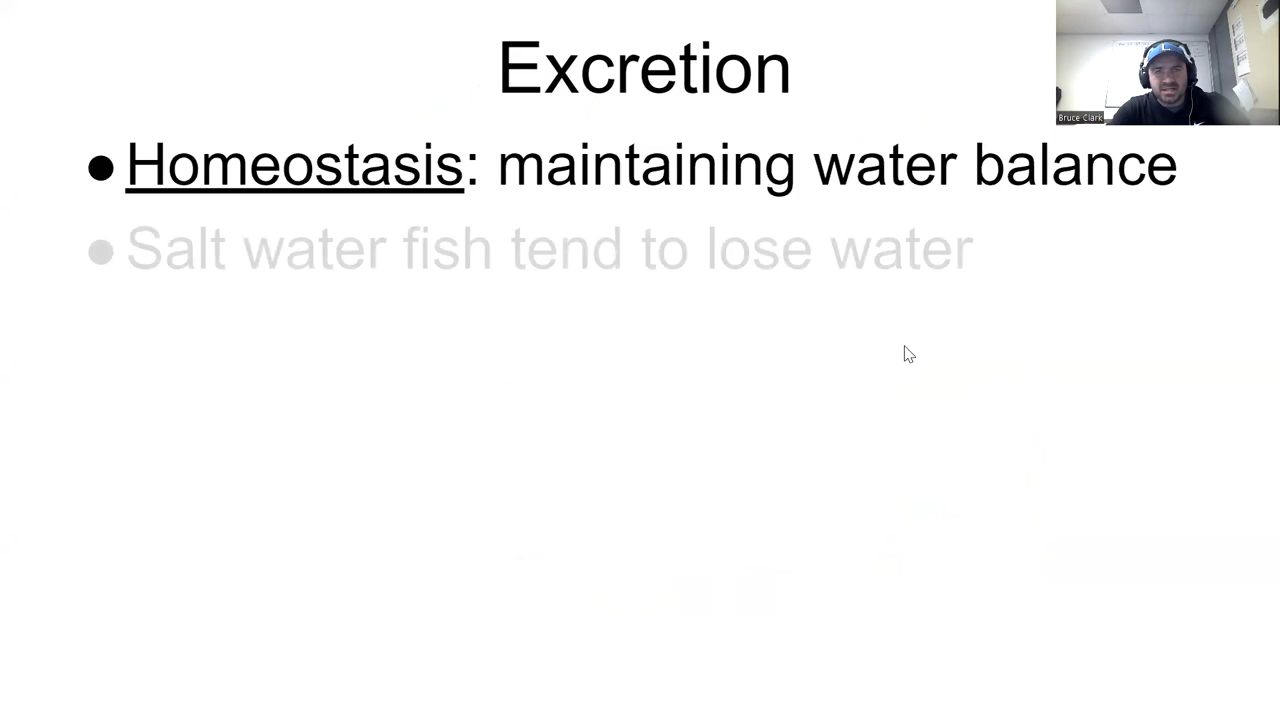 Excretion
● Homeostasis: maintaining water balance
● Salt water fish tend to lose water
Bruce Clark